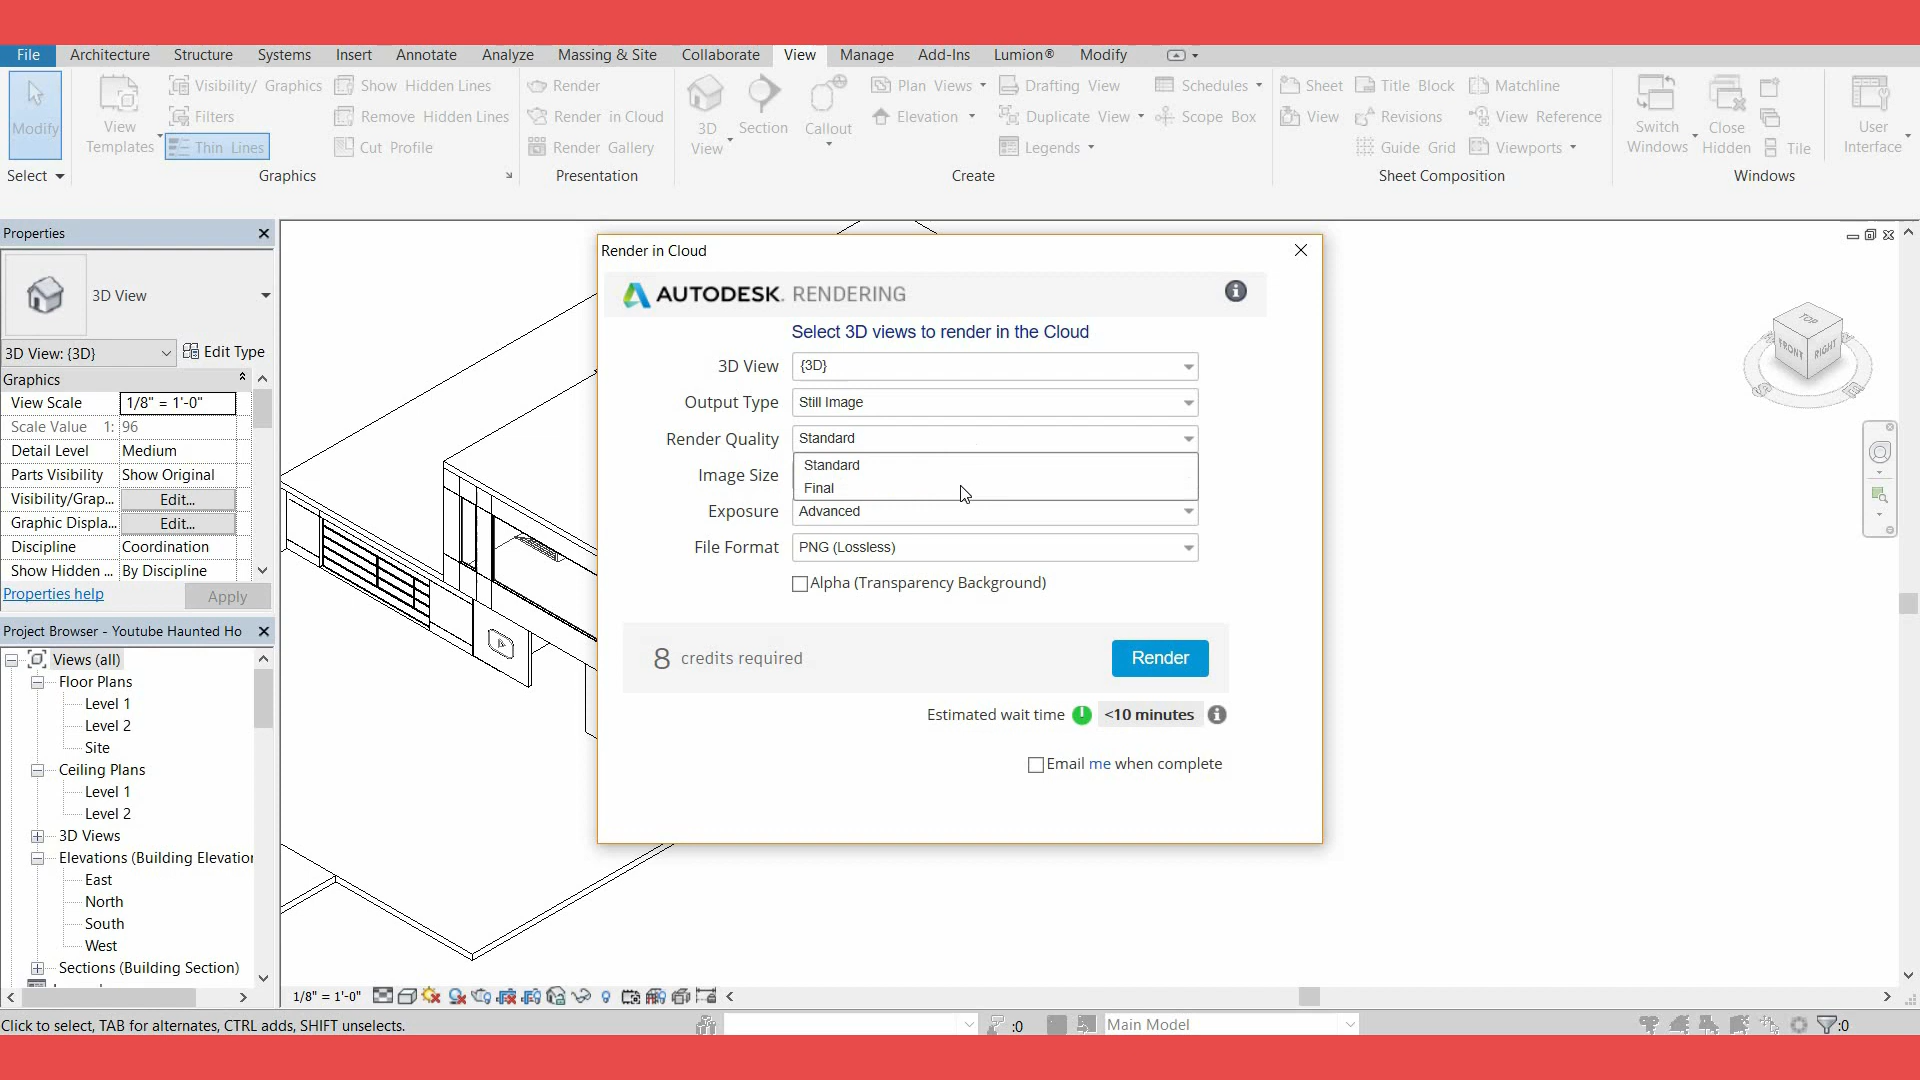 File Architecture Structure Systems Insert Annotate Analyze Massing & Site Collaborate View Manage Add-Ins Lumion® Modify
Modify
Select
View Templates
Visibility/ Graphics
Filters
Thin Lines
Show Hidden Lines
Remove Hidden Lines
Cut Profile
Graphics
Render
Render in Cloud
Render Gallery
Presentation
3D View
Section
Callout
Plan Views
Elevation
Drafting View
Duplicate View
Legends
Schedules
Scope Box
Create
Sheet
View
Title Block
Revisions
Guide Grid
Matchline
View Reference
Viewports
Sheet Composition
Switch Windows
Close Hidden
Tile
Windows
User Interface
Properties
3D View
3D View: {3D} Edit Type
Graphics
View Scale 1/8" = 1'-0"
Scale Value 1: 96
Detail Level Medium
Parts Visibility Show Original
Visibility/Grap... Edit...
Graphic Displa... Edit...
Discipline Coordination
Show Hidden ... By Discipline
Properties help Apply
Project Browser - Youtube Haunted Ho
Views (all)
Floor Plans
Level 1
Level 2
Site
Ceiling Plans
Level 1
Level 2
3D Views
Elevations (Building Elevation
East
North
South
West
Sections (Building Section)
Render in Cloud
AUTODESK. RENDERING
Select 3D views to render in the Cloud
3D View {3D}
Output Type Still Image
Render Quality Standard
Standard
Image Size
Final
Exposure Advanced
File Format PNG (Lossless)
Alpha (Transparency Background)
8 credits required Render
Estimated wait time <10 minutes
Email me when complete
TOP
FRONT RIGHT
1/8" = 1'-0"
Click to select, TAB for alternates, CTRL adds, SHIFT unselects. :0 Main Model :0